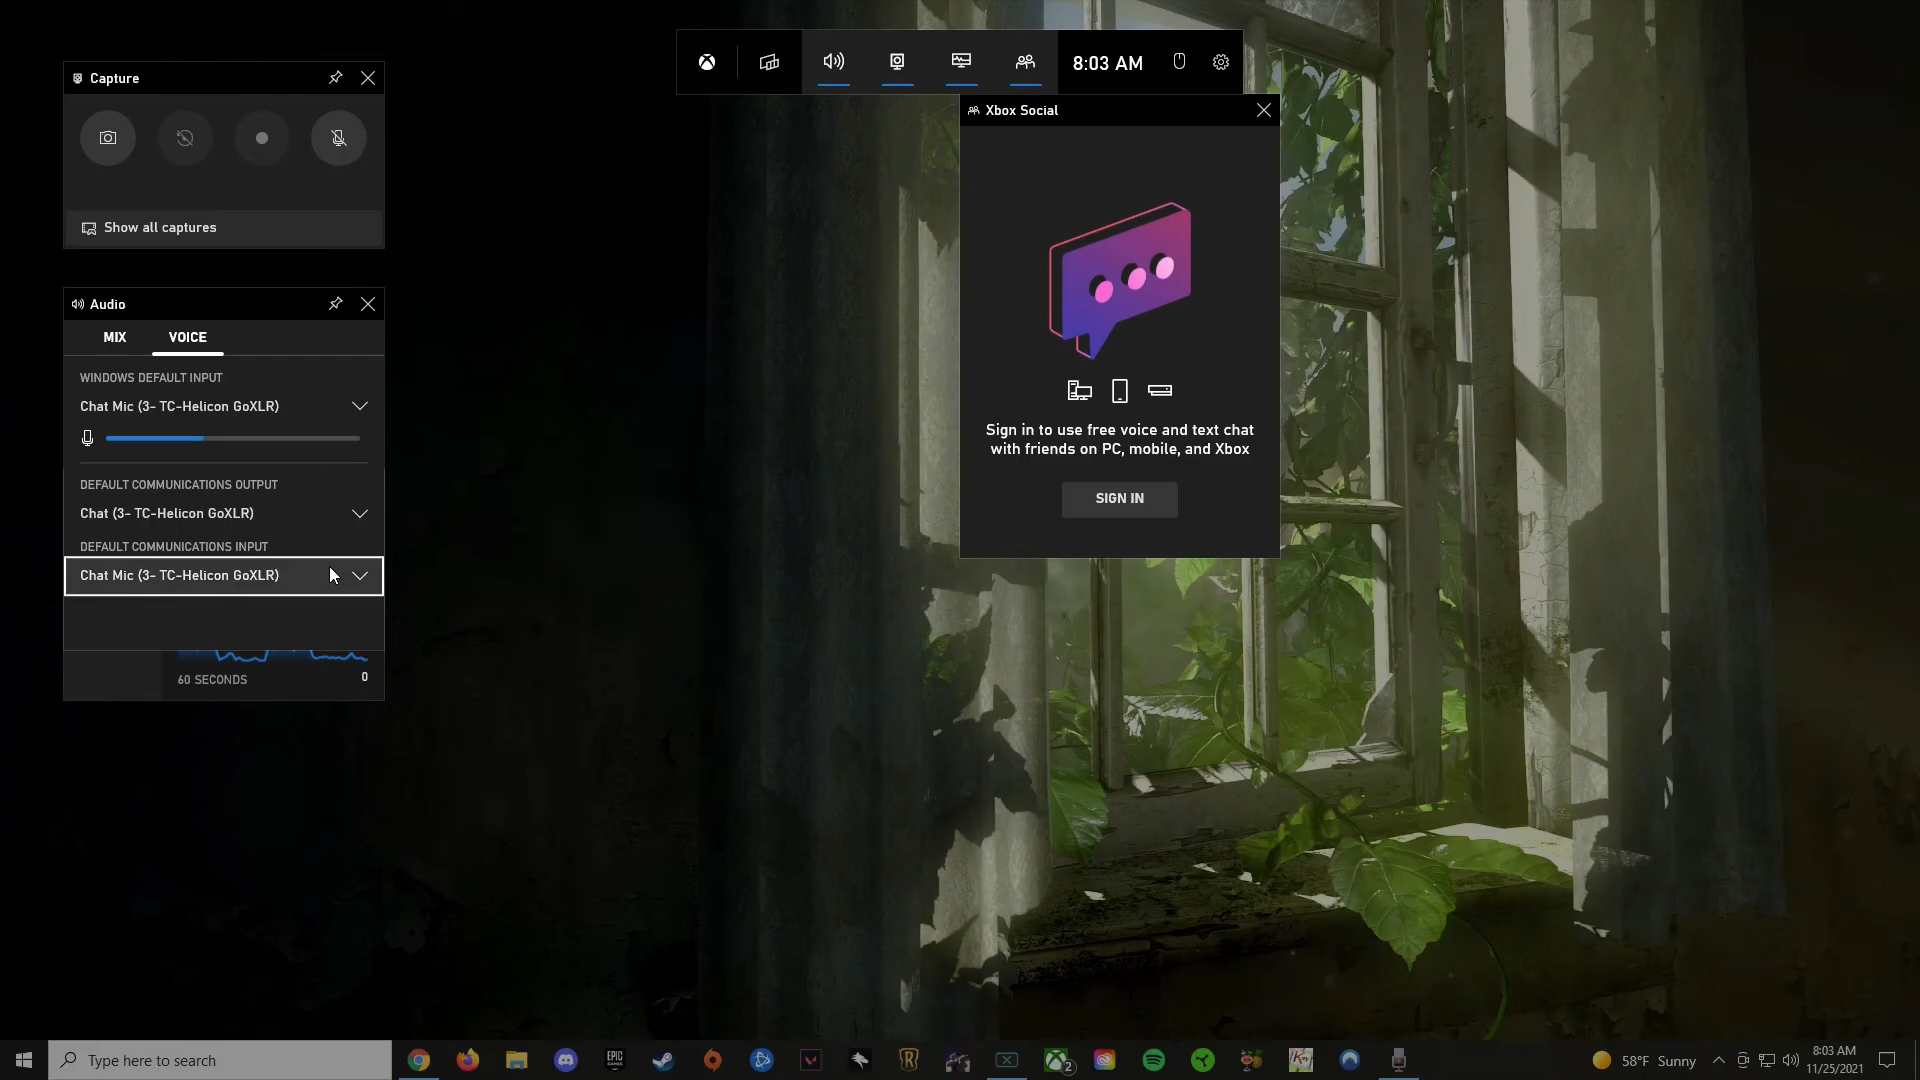 8:03 AM
Capture
Show all captures
Xbox Social
Sign in to use free voice and text chat
with friends on PC, mobile, and Xbox
SIGN IN
Audio
MIX
VOICE
WINDOWS DEFAULT INPUT
Chat Mic (3- TC-Helicon GoXLR)
DEFAULT COMMUNICATIONS OUTPUT
Chat (3- TC-Helicon GoXLR)
DEFAULT COMMUNICATIONS INPUT
Chat Mic (3- TC-Helicon GoXLR)
60 SECONDS
0
Type here to search
EPIC
GAMES
2
58°F Sunny
8:03 AM
11/25/2021